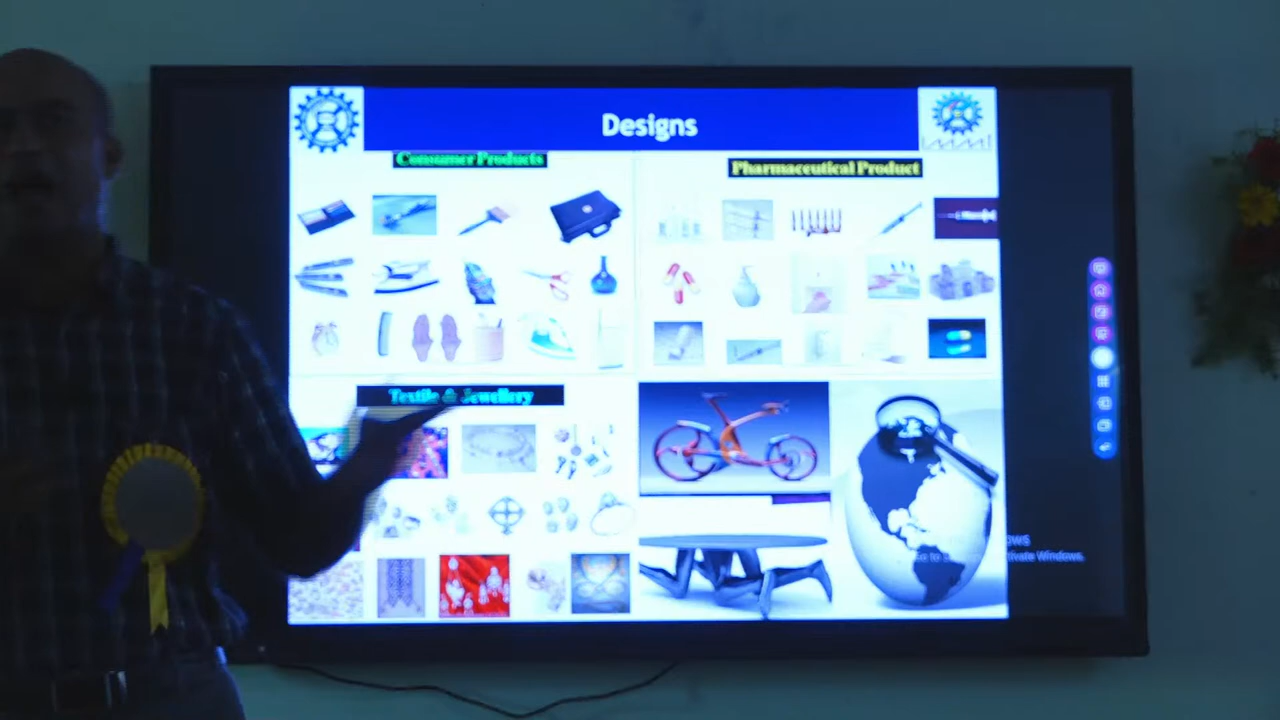 Designs
Consumer Products
Pharmaceutical Product
Textile & Jewellery